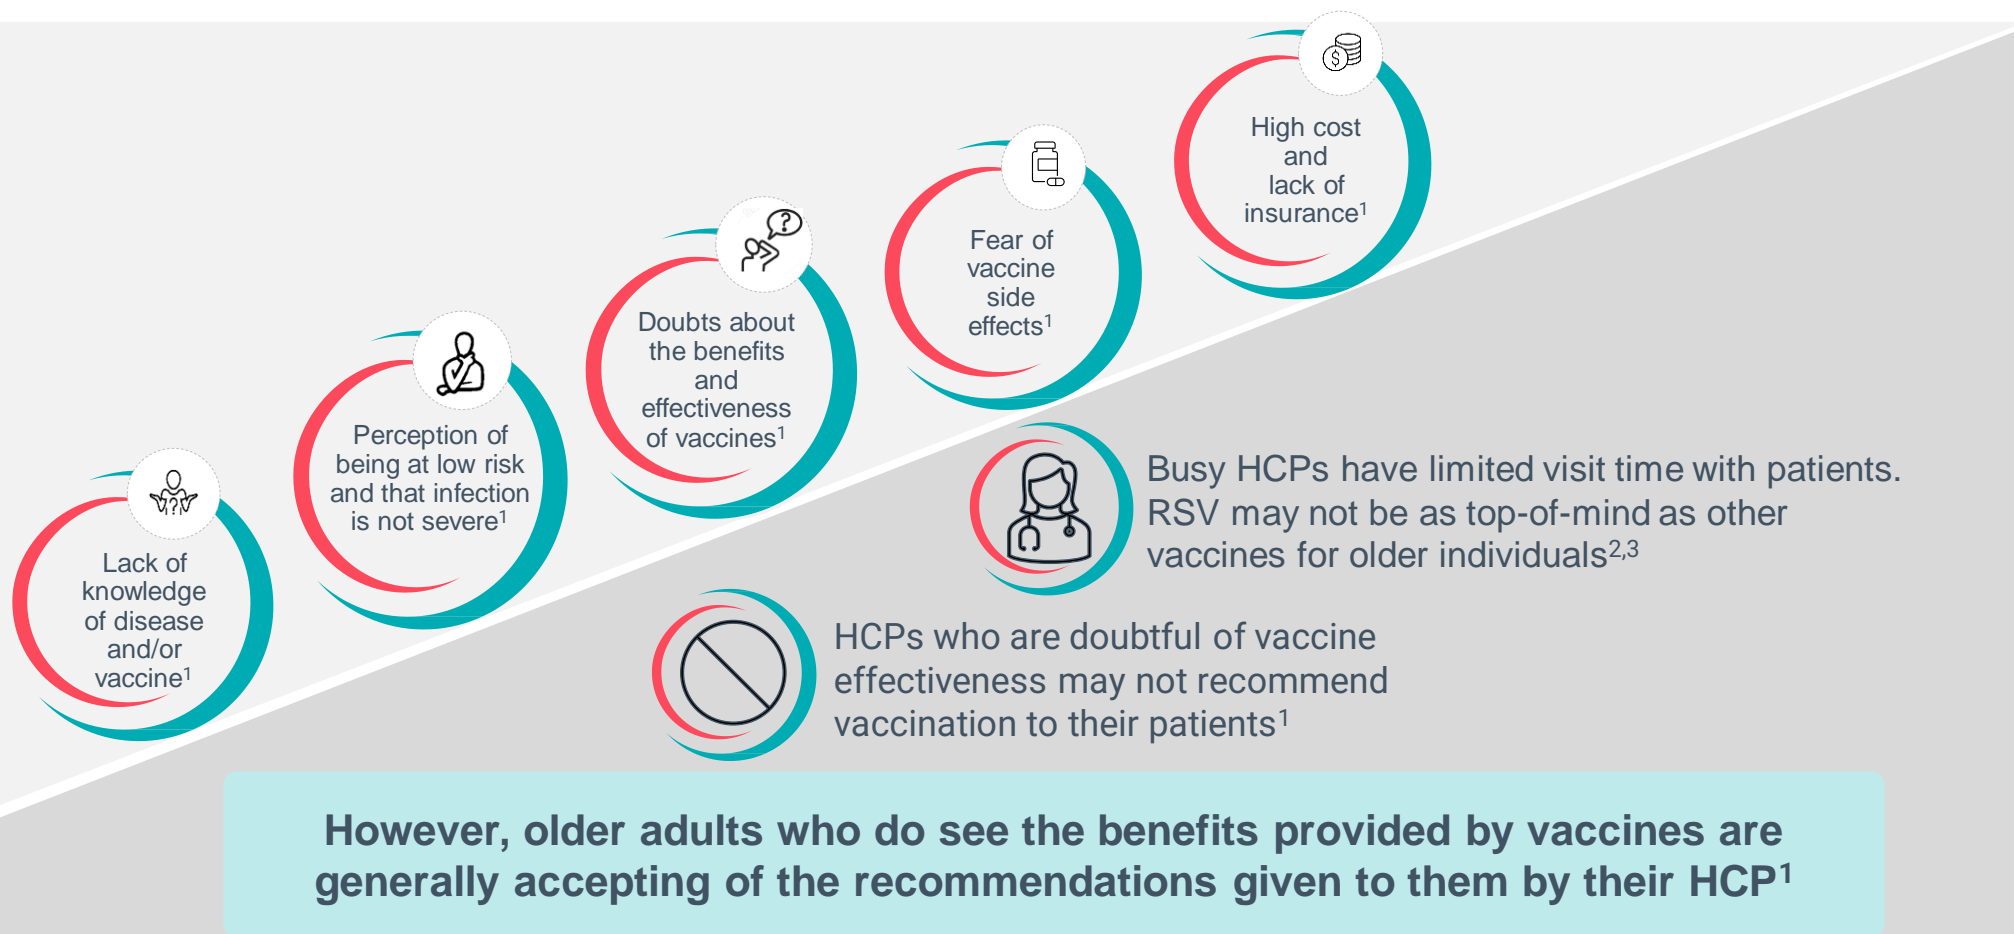 Lack of
knowledge
of disease
and/or
vaccine¹
Perception of
being at low risk
and that infection
is not severe¹
Doubts about
the benefits
and
effectiveness
of vaccines¹
Fear of
vaccine
side
effects¹
High cost
and
lack of
insurance¹
Busy HCPs have limited visit time with patients.
RSV may not be as top-of-mind as other
vaccines for older individuals²,³
HCPs who are doubtful of vaccine
effectiveness may not recommend
vaccination to their patients¹
However, older adults who do see the benefits provided by vaccines are
generally accepting of the recommendations given to them by their HCP¹